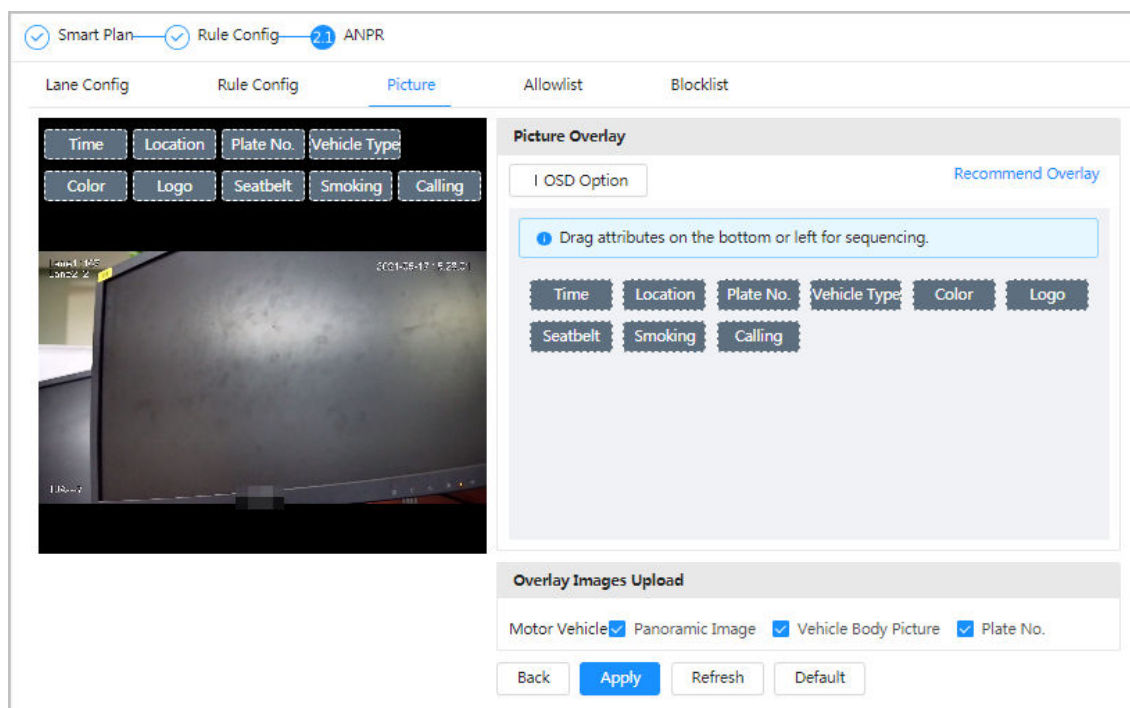 Smart Plan Rule Config 2.1 ANPR
Lane Config Rule Config Picture Allowlist Blocklist
Time Location Plate No. Vehicle Type
Color Logo Seatbelt Smoking Calling
Picture Overlay
I OSD Option
Recommend Overlay
Drag attributes on the bottom or left for sequencing.
Time Location Plate No. Vehicle Type Color Logo
Seatbelt Smoking Calling
Overlay Images Upload
Motor Vehicle Panoramic Image Vehicle Body Picture Plate No.
Back Apply Refresh Default